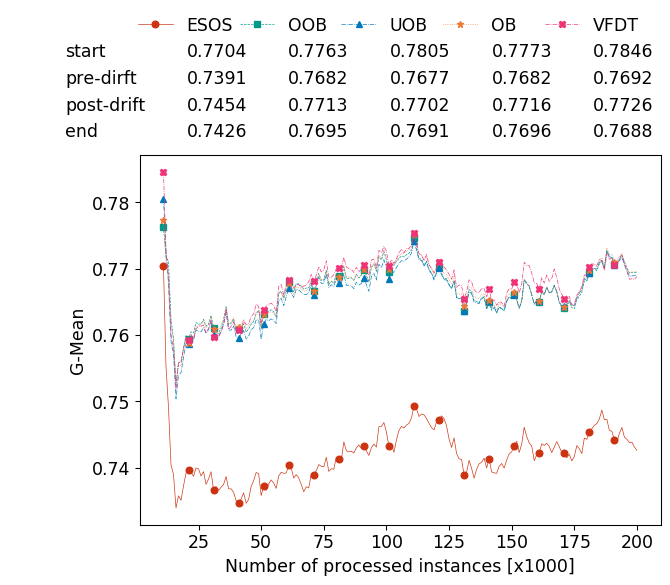 ESOS OOB UOB OB VFDT
start 0.7704 0.7763 0.7805 0.7773 0.7846
pre-dirft 0.7391 0.7682 0.7677 0.7682 0.7692
post-drift 0.7454 0.7713 0.7702 0.7716 0.7726
end 0.7426 0.7695 0.7691 0.7696 0.7688
G-Mean
0.78
0.77
0.76
0.75
0.74
25 50 75 100 125 150 175 200
Number of processed instances [x1000]